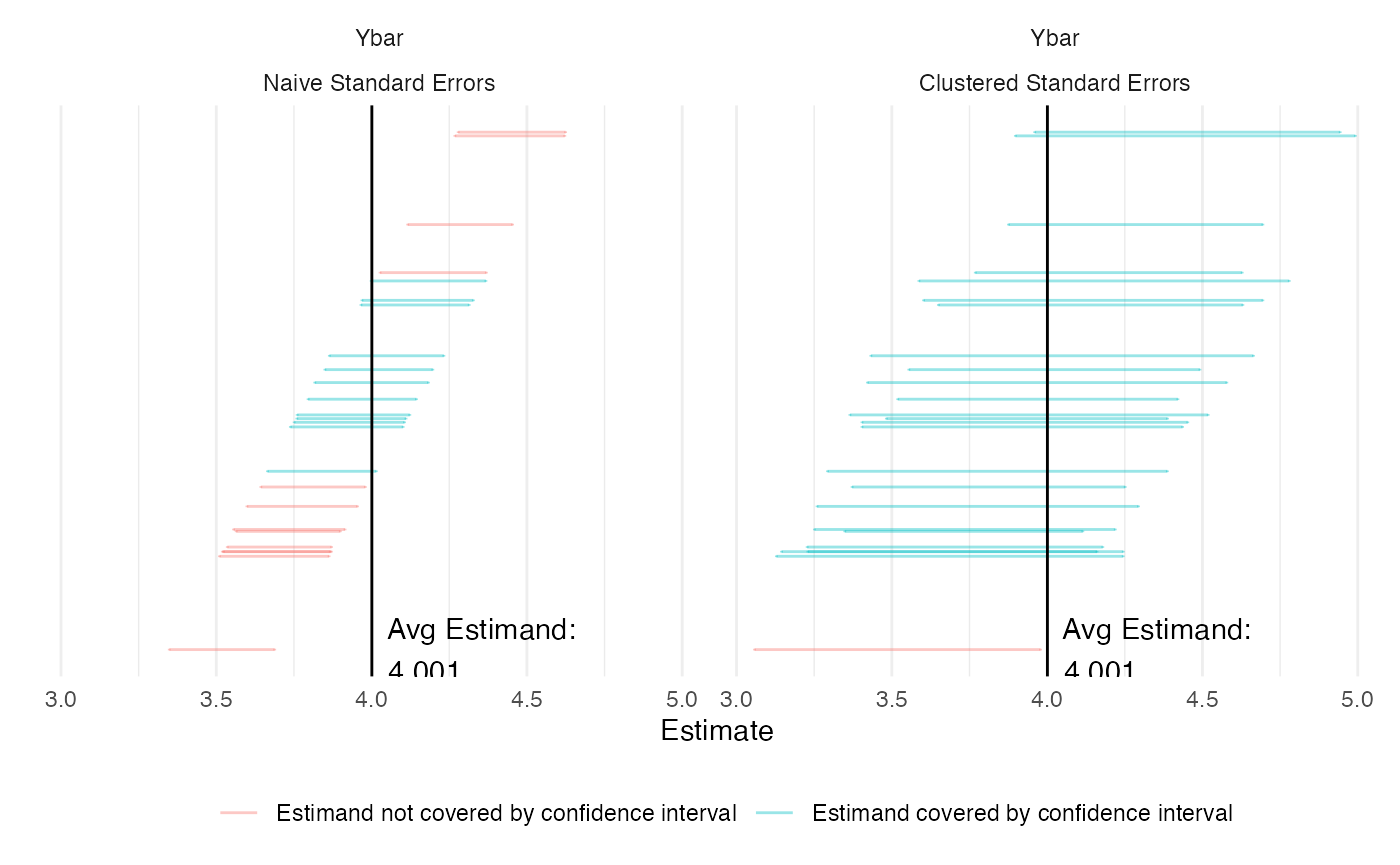 Ybar
Ybar
Naive Standard Errors
Clustered Standard Errors
Avg Estimand:
4.001
Avg Estimand:
4.001
3.0 3.5 4.0 4.5 5.0 3.0 3.5 4.0 4.5 5.0
Estimate
Estimand not covered by confidence interval
Estimand covered by confidence interval